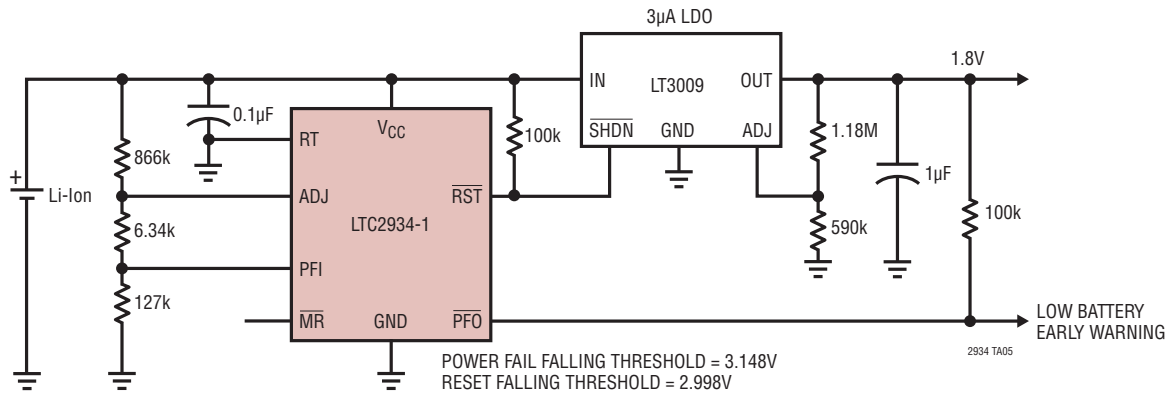 3µA LDO
1.8V
IN
LT3009
OUT
SHDN
GND
ADJ
0.1µF
RT
VCC
100k
1.18M
1µF
866k
+
Li-Ion
ADJ
RST
6.34k
LTC2934-1
590k
100k
PFI
127k
MR
GND
PFO
LOW BATTERY
EARLY WARNING
2934 TA05
POWER FAIL FALLING THRESHOLD = 3.148V
RESET FALLING THRESHOLD = 2.998V